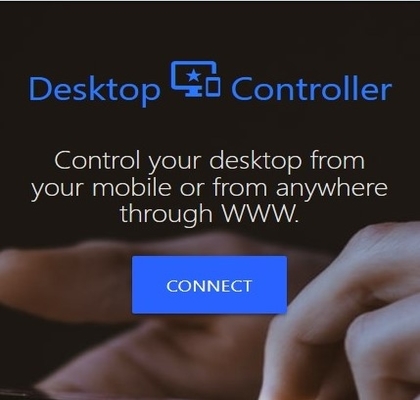 Desktop Controller
Control your desktop from
your mobile or from anywhere
through WWW.
CONNECT